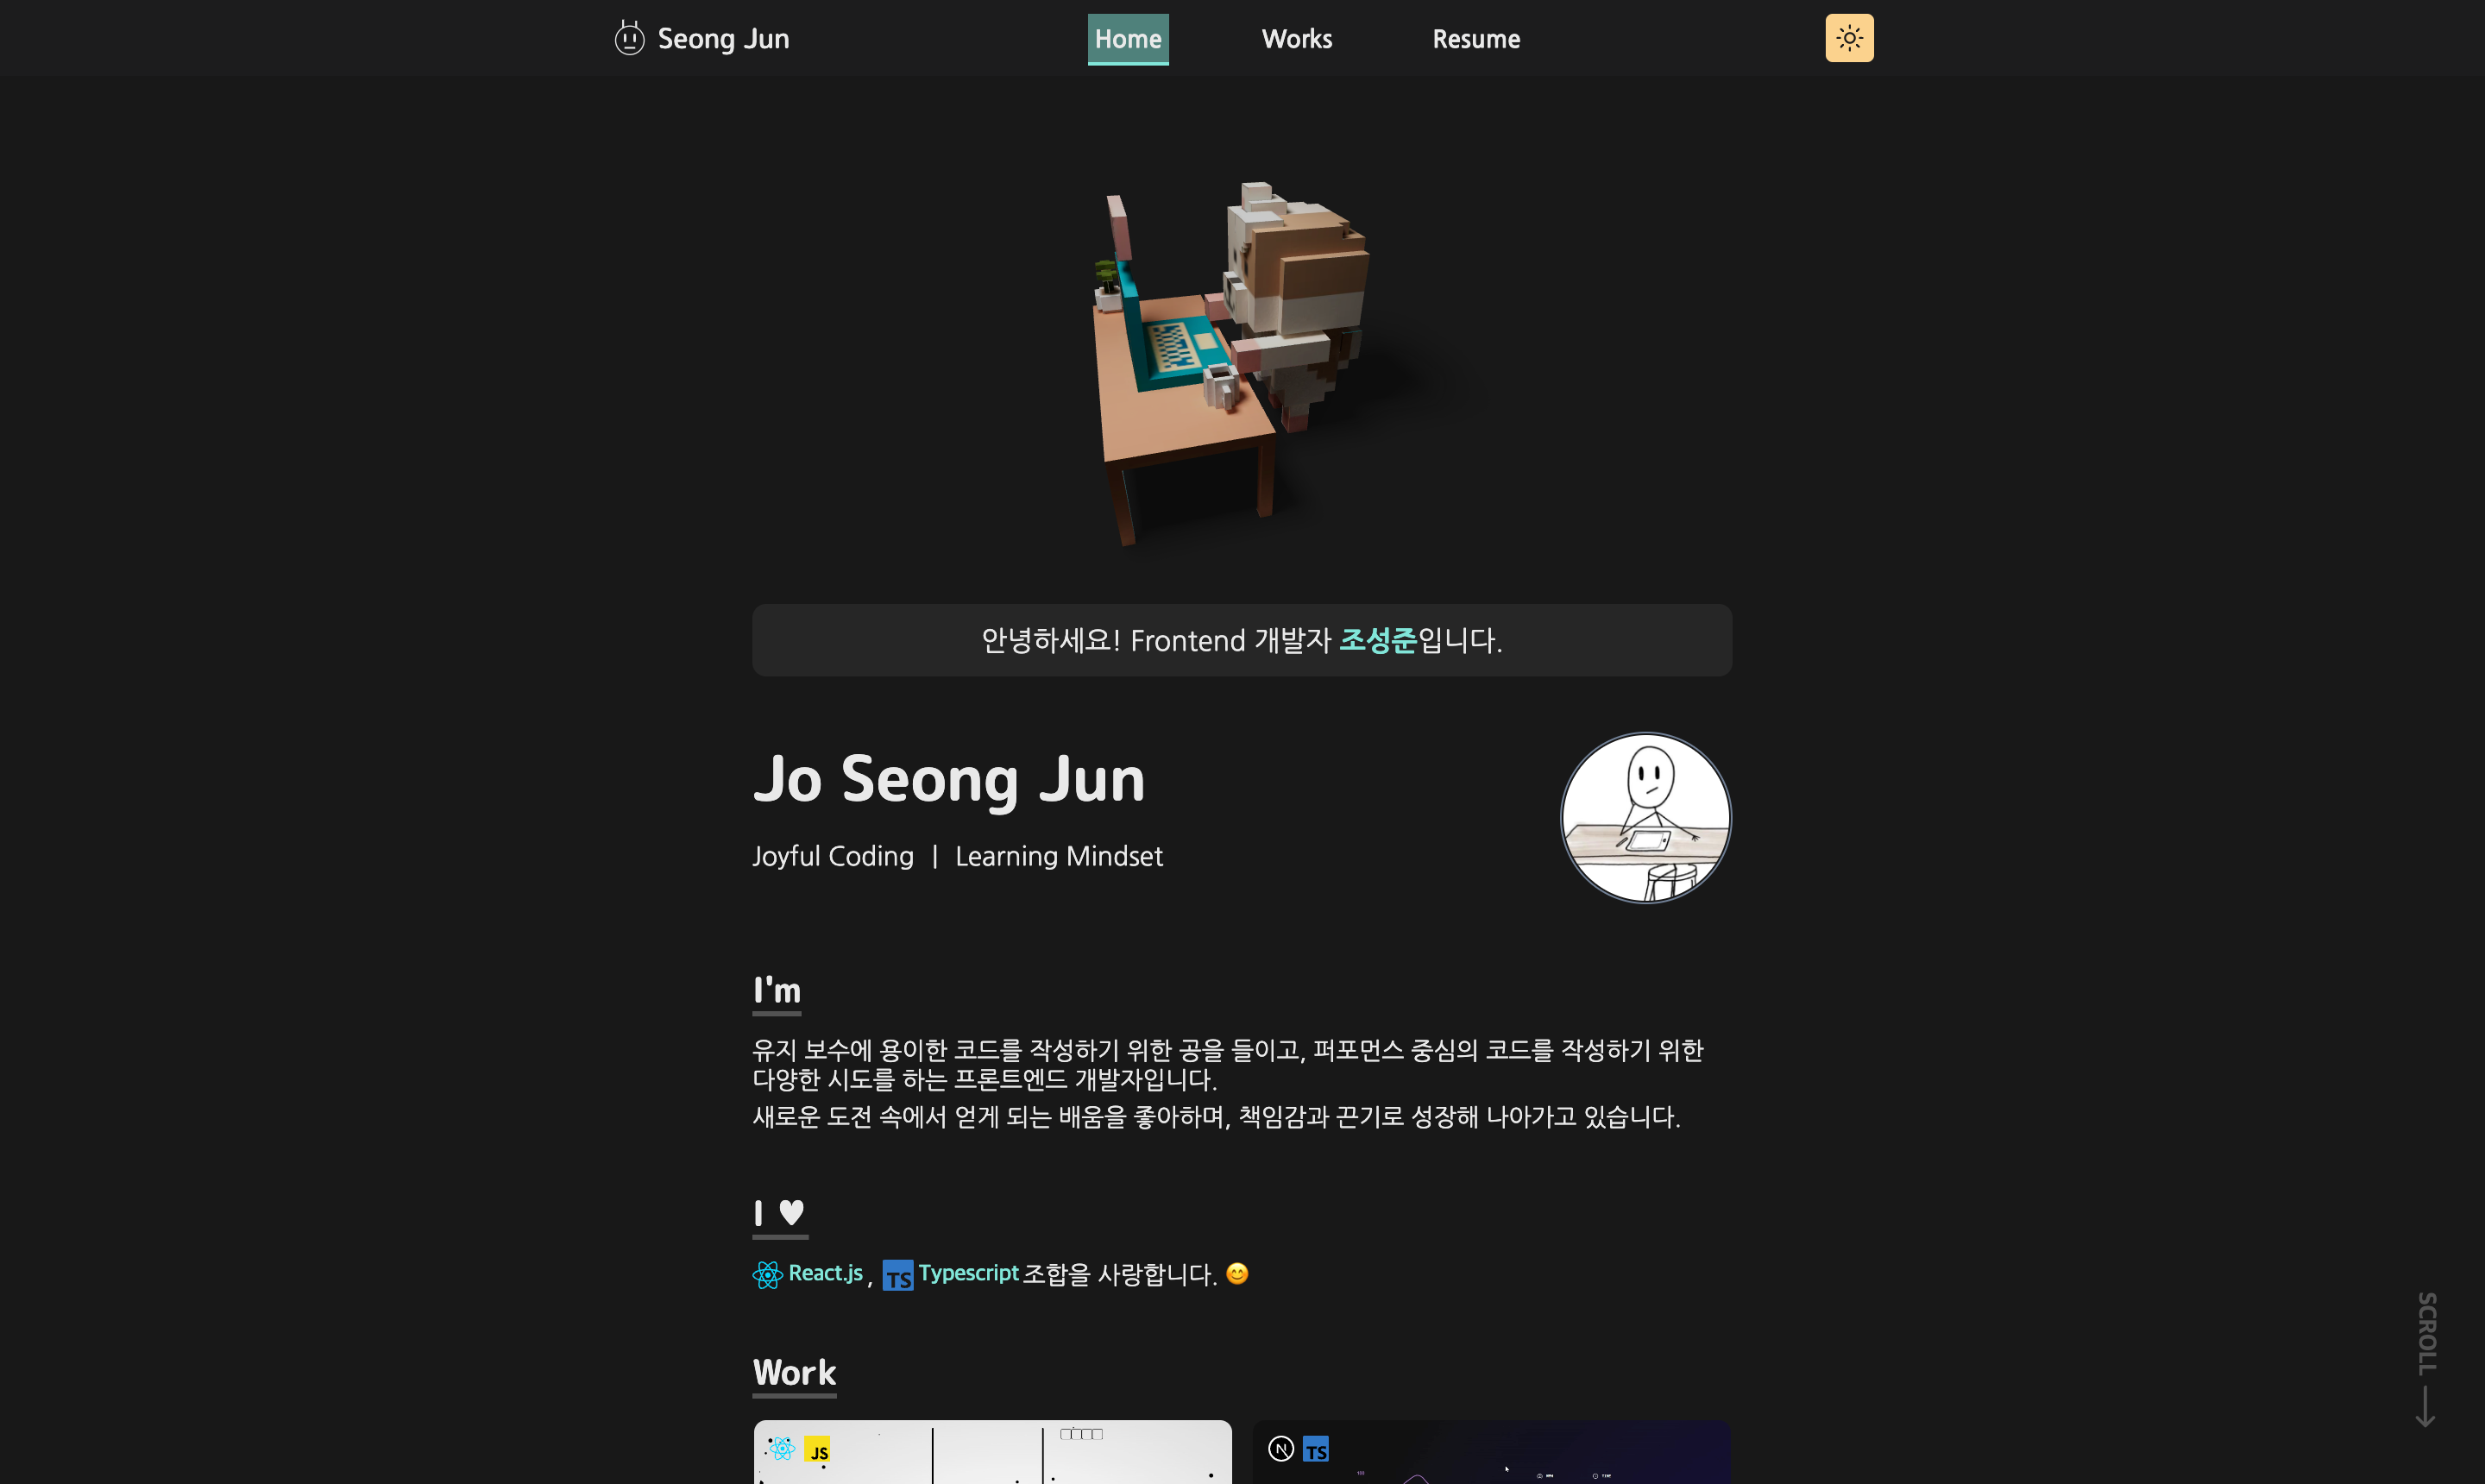 Seong Jun
Home
Works
Resume
안녕하세요! Frontend 개발자 조성준입니다.
Jo Seong Jun
Joyful Coding | Learning Mindset
I'm
유지 보수에 용이한 코드를 작성하기 위한 공을 들이고, 퍼포먼스 중심의 코드를 작성하기 위한
다양한 시도를 하는 프론트엔드 개발자입니다.
새로운 도전 속에서 얻게 되는 배움을 좋아하며, 책임감과 끈기로 성장해 나아가고 있습니다.
I ♥
React.js , TS Typescript 조합을 사랑합니다. 😊
SCROLL
Work
JS
N TS